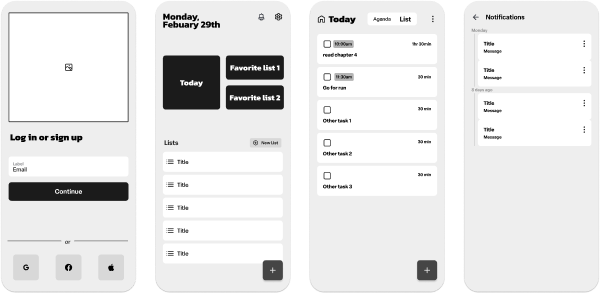 Log in or sign up
Label
Email
Continue
or
G
Monday,
Febuary 29th
Today
Favorite list 1
Favorite list 2
Lists
New List
Title
Title
Title
Title
Title
+
Today
Agenda
List
10:00am
1hr 30min
read chapter 4
11:30am
30 min
Go for run
30 min
Other task 1
30 min
Other task 2
30 min
Other task 3
+
Notifications
Monday
Title
Message
Title
Message
5 days ago
Title
Message
Title
Message